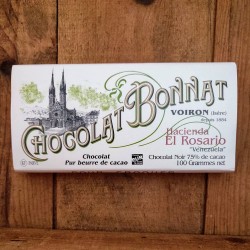 CHOCOLAT BONNAT
VOIRON (Isère)
depuis 1884
Hacienda
El Rosario
"Venezuela"
Chocolat
Pur beurre de cacao
Chocolat Noir 75% de cacao
100 Grammes net